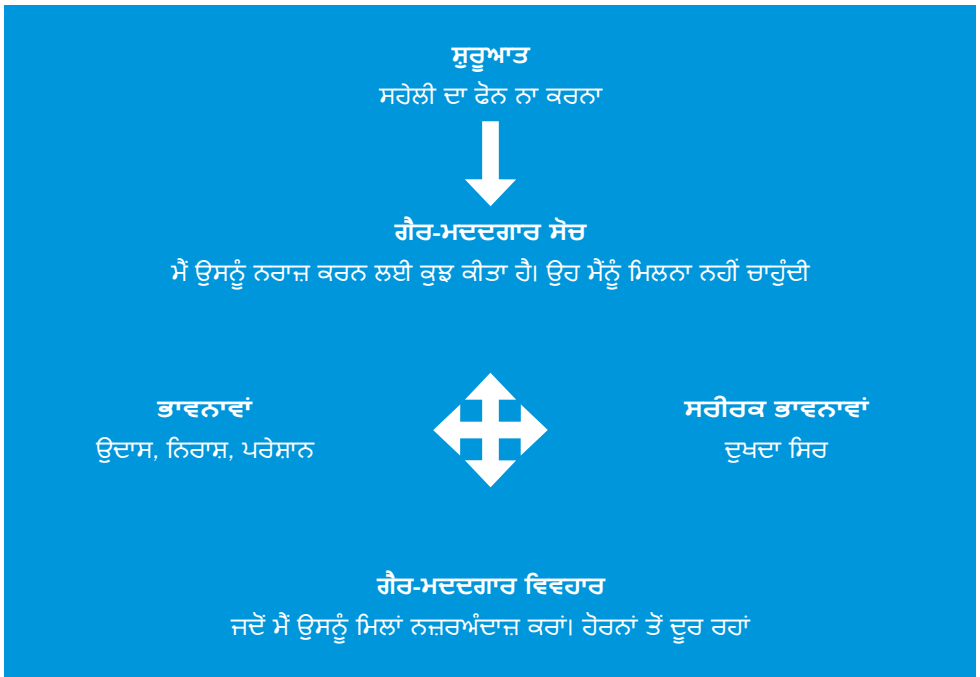 ਸ਼ੁਰੂਆਤ
ਸਹੇਲੀ ਦਾ ਫੋਨ ਨਾ ਕਰਨਾ
ਗੈਰ-ਮਦਦਗਾਰ ਸੋਚ
ਮੈਂ ਉਸਨੂੰ ਨਰਾਜ਼ ਕਰਨ ਲਈ ਕੁਝ ਕੀਤਾ ਹੈ। ਉਹ ਮੈਂਨੂੰ ਮਿਲਨਾ ਨਹੀਂ ਚਾਹੁੰਦੀ
ਭਾਵਨਾਵਾਂ
ਉਦਾਸ, ਨਿਰਾਸ਼, ਪਰੇਸ਼ਾਨ
ਸਰੀਰਕ ਭਾਵਨਾਵਾਂ
ਦੁਖਦਾ ਸਿਰ
ਗੈਰ-ਮਦਦਗਾਰ ਵਿਵਹਾਰ
ਜਦੋਂ ਮੈਂ ਉਸਨੂੰ ਮਿਲਾਂ ਨਜ਼ਰਅੰਦਾਜ਼ ਕਰਾਂ। ਹੋਰਨਾਂ ਤੋਂ ਦੂਰ ਰਹਾਂ